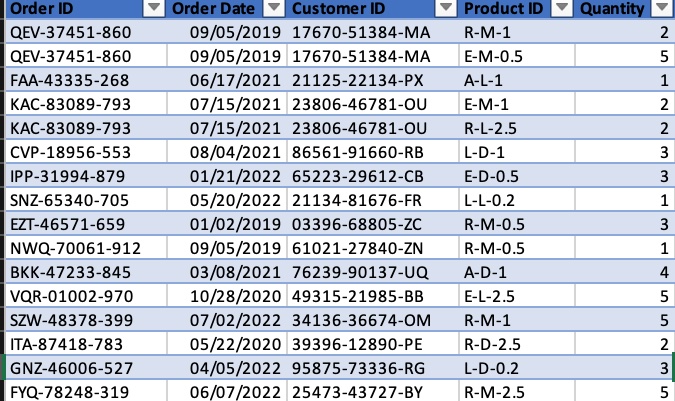 Order ID Order Date Customer ID Product ID Quantity
QEV-37451-860 09/05/2019 17670-51384-MA R-M-1 2
QEV-37451-860 09/05/2019 17670-51384-MA E-M-0.5 5
FAA-43335-268 06/17/2021 21125-22134-PX A-L-1 1
KAC-83089-793 07/15/2021 23806-46781-OU E-M-1 2
KAC-83089-793 07/15/2021 23806-46781-OU R-L-2.5 2
CVP-18956-553 08/04/2021 86561-91660-RB L-D-1 3
IPP-31994-879 01/21/2022 65223-29612-CB E-D-0.5 3
SNZ-65340-705 05/20/2022 21134-81676-FR L-L-0.2 1
EZT-46571-659 01/02/2019 03396-68805-ZC R-M-0.5 3
NWQ-70061-912 09/05/2019 61021-27840-ZN R-M-0.5 1
BKK-47233-845 03/08/2021 76239-90137-UQ A-D-1 4
VQR-01002-970 10/28/2020 49315-21985-BB E-L-2.5 5
SZW-48378-399 07/02/2022 34136-36674-OM R-M-1 5
ITA-87418-783 05/22/2020 39396-12890-PE R-D-2.5 2
GNZ-46006-527 04/05/2022 95875-73336-RG L-D-0.2 3
FYQ-78248-319 06/07/2022 25473-43727-BY R-M-2.5 5